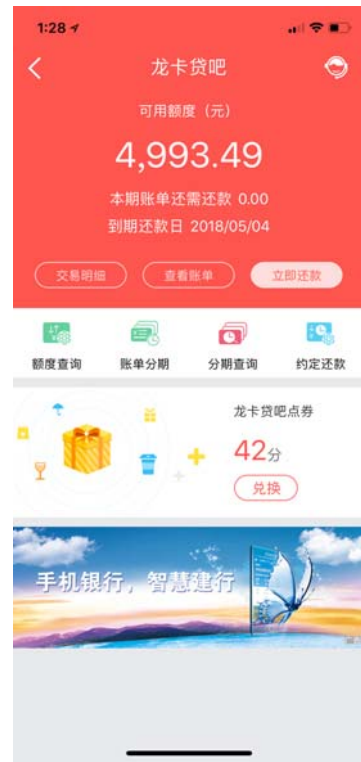 1:28
龙卡贷吧
可用额度（元）
4,993.49
本期账单还需还款 0.00
到期还款日 2018/05/04
交易明细 查看账单 立即还款
额度查询 账单分期 分期查询 约定还款
龙卡贷吧点券
42分
兑换
手机银行，智慧建行